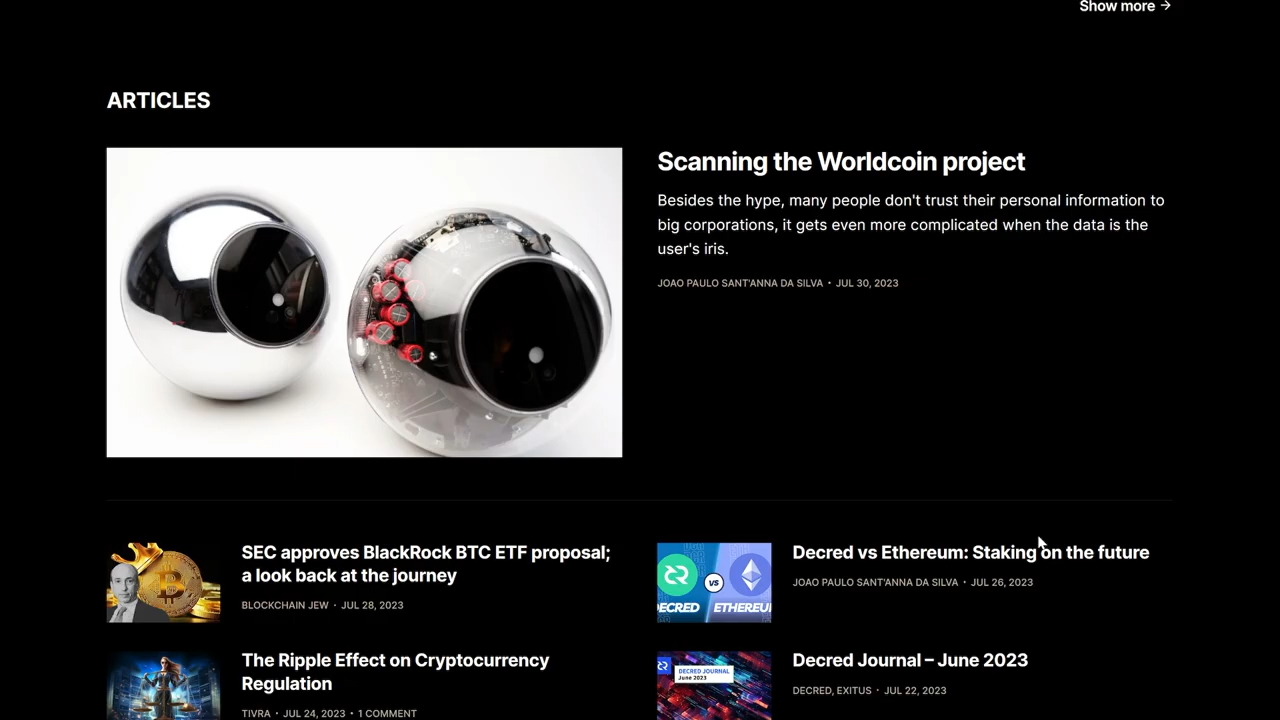 Show more →
ARTICLES
Scanning the Worldcoin project
Besides the hype, many people don't trust their personal information to
big corporations, it gets even more complicated when the data is the
user's iris.
JOAO PAULO SANT'ANNA DA SILVA • JUL 30, 2023
SEC approves BlackRock BTC ETF proposal;
a look back at the journey
BLOCKCHAIN JEW • JUL 28, 2023
VS
DECRED ETHEREU
Decred vs Ethereum: Staking on the future
JOAO PAULO SANT'ANNA DA SILVA • JUL 26, 2023
The Ripple Effect on Cryptocurrency
Regulation
TIVRA • JUL 24, 2023 • 1 COMMENT
DECRED JOURNAL
June 2023
Decred Journal – June 2023
DECRED, EXITUS • JUL 22, 2023